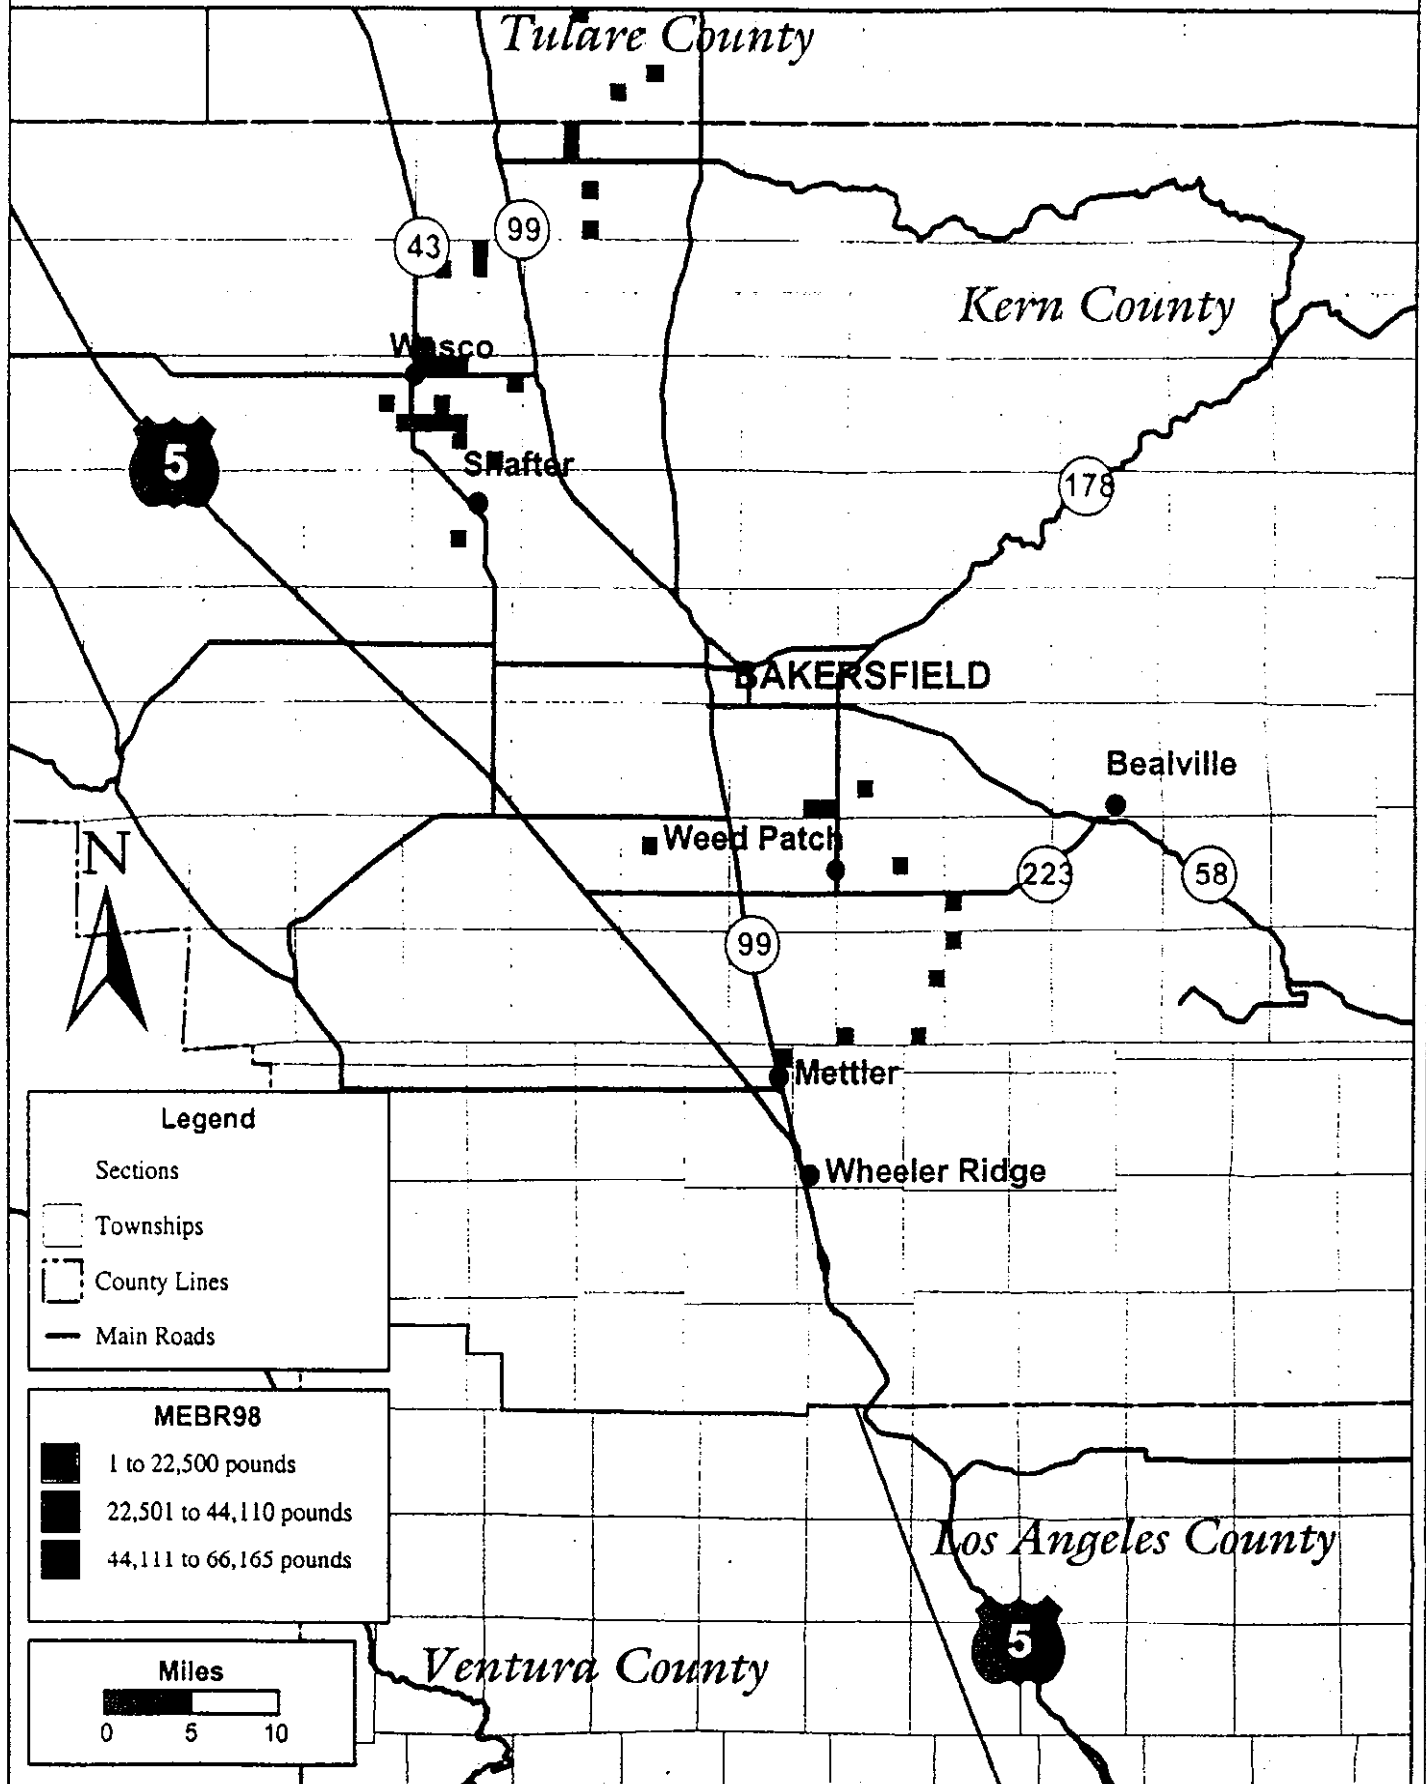 Tulare County
99
43
Kern County
Wasco
5
Shafter
178
BAKERSFIELD
Bealville
N
Weed Patch
223
58
99
Mettler
Legend
Sections
Wheeler Ridge
Townships
County Lines
Main Roads
MEBR98
1 to 22,500 pounds
22,501 to 44,110 pounds
44,111 to 66,165 pounds
Los Angeles County
5
Ventura County
Miles
0 5 10